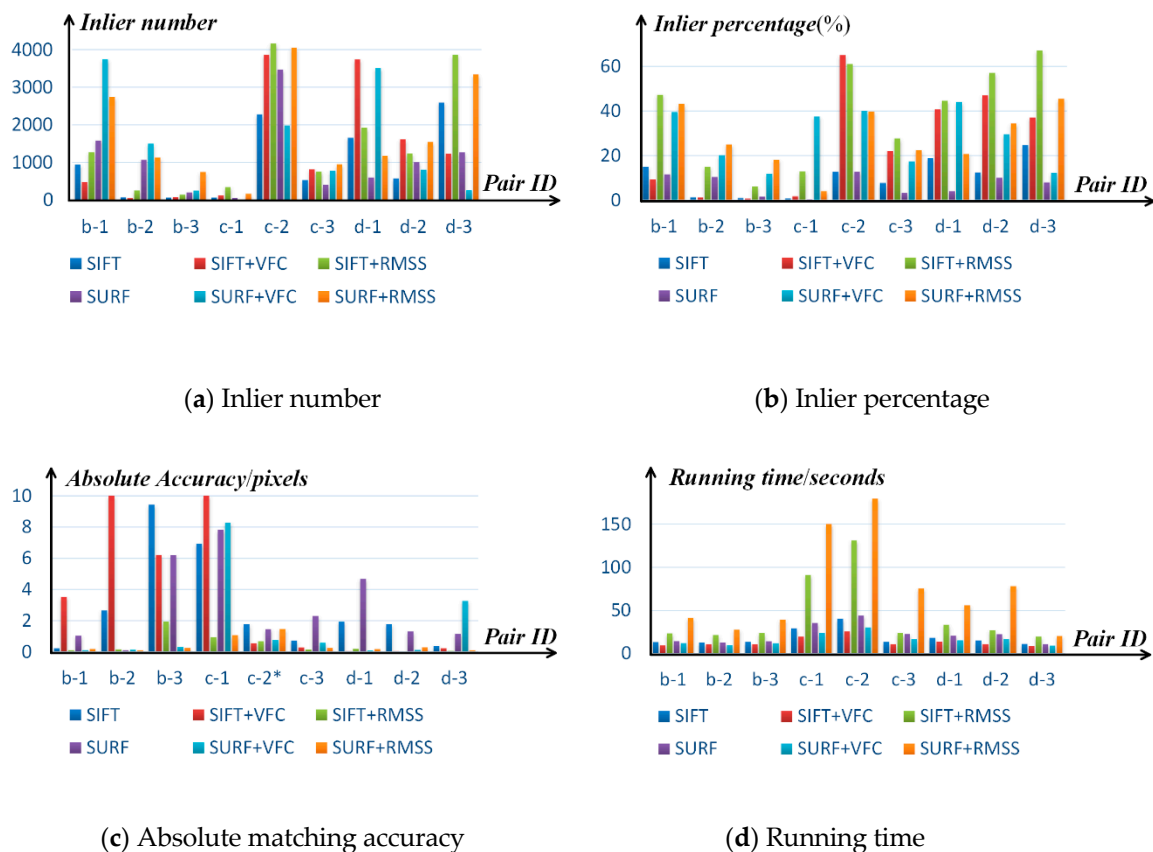 Inlier number
4000
3000
2000
1000
0
Pair ID
b-1 b-2 b-3 c-1 c-2 c-3 d-1 d-2 d-3
SIFT SIFT+VFC SIFT+RMSS
SURF SURF+VFC SURF+RMSS
(a) Inlier number
Inlier percentage(%)
60
40
20
0
Pair ID
b-1 b-2 b-3 c-1 c-2 c-3 d-1 d-2 d-3
SIFT SIFT+VFC SIFT+RMSS
SURF SURF+VFC SURF+RMSS
(b) Inlier percentage
Absolute Accuracy/pixels
10
8
6
4
2
0
Pair ID
b-1 b-2 b-3 c-1 c-2* c-3 d-1 d-2 d-3
SIFT SIFT+VFC SIFT+RMSS
SURF SURF+VFC SURF+RMSS
(c) Absolute matching accuracy
Running time/seconds
150
100
50
0
Pair ID
b-1 b-2 b-3 c-1 c-2 c-3 d-1 d-2 d-3
SIFT SIFT+VFC SIFT+RMSS
SURF SURF+VFC SURF+RMSS
(d) Running time